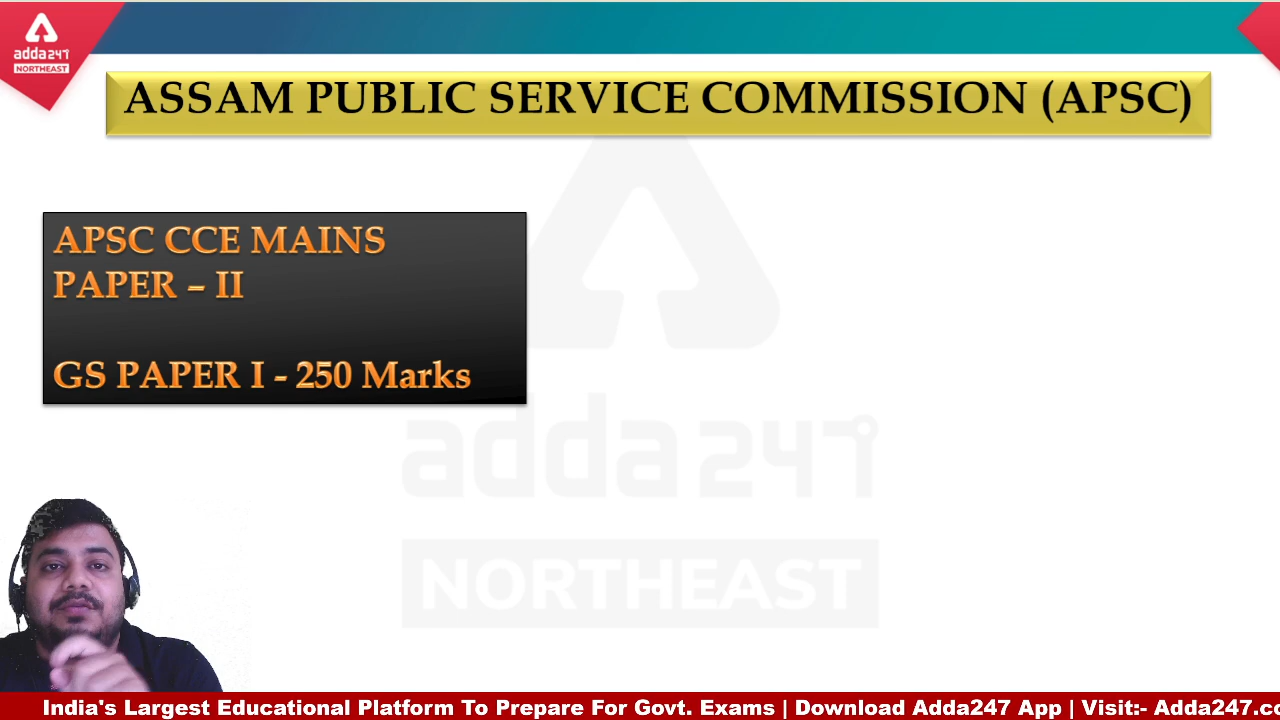 adda247
NORTHEAST
ASSAM PUBLIC SERVICE COMMISSION (APSC)
APSC CCE MAINS
PAPER – II
GS PAPER I - 250 Marks
adda247
NORTHEAST
India's Largest Educational Platform To Prepare For Govt. Exams | Download Adda247 App | Visit:- Adda247.co